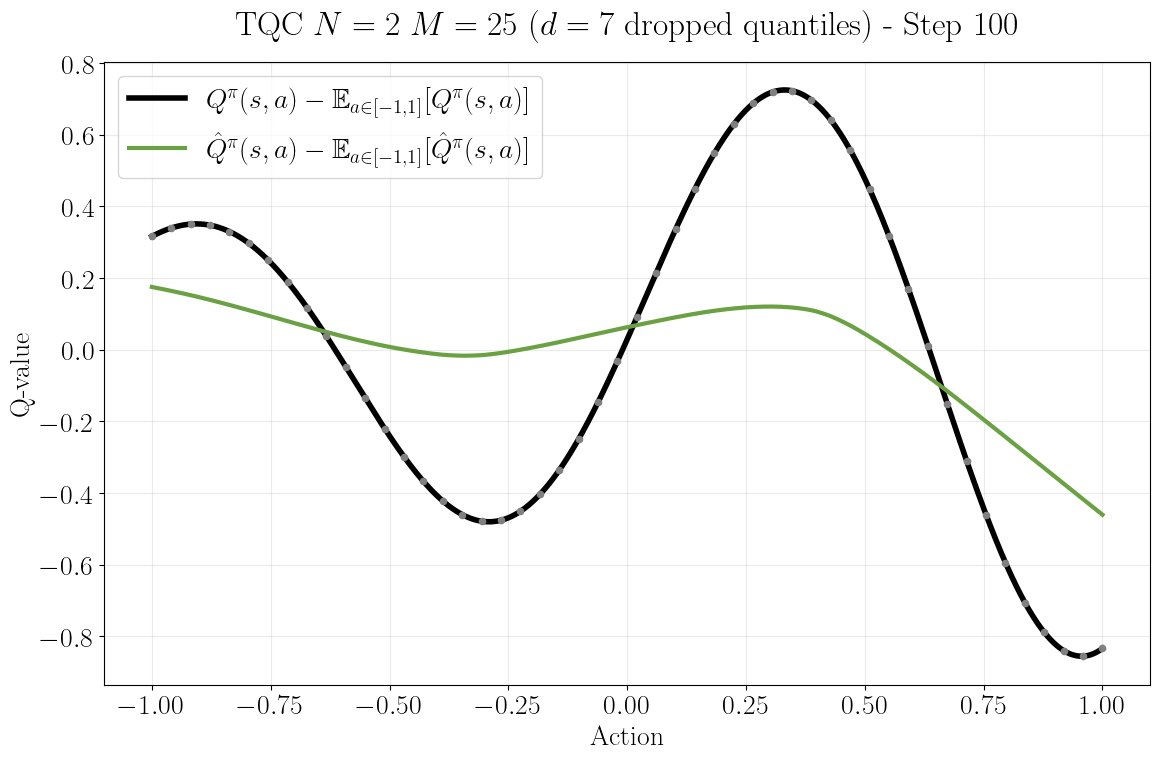 TQC N = 2 M = 25 (d = 7 dropped quantiles) - Step 100
Q^π(s, a) − 𝔼_{a∈[−1,1]}[Q^π(s, a)]
Q̂^π(s, a) − 𝔼_{a∈[−1,1]}[Q̂^π(s, a)]
0.8
0.6
0.4
0.2
0.0
−0.2
−0.4
−0.6
−0.8
Q-value
−1.00 −0.75 −0.50 −0.25 0.00 0.25 0.50 0.75 1.00
Action